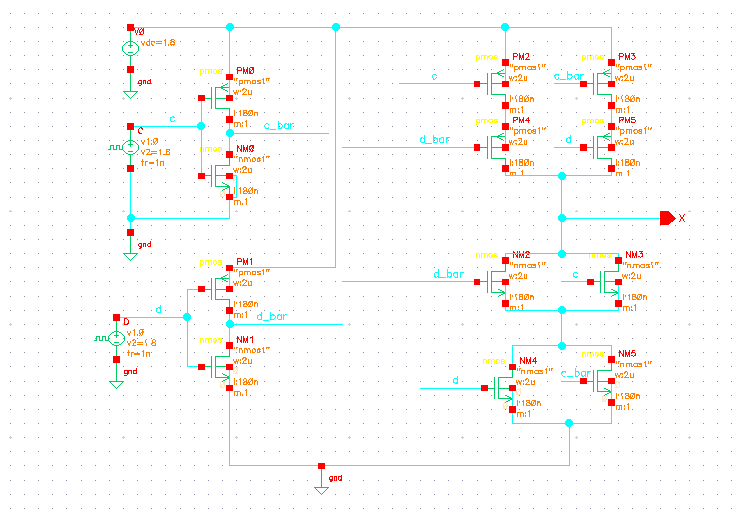 V0
vdc=1.8
gnd
pmos
PM0
"pmos1"
w:2u
l:180n
m:1
c
C
v1:0
v2=1.8
fr=1n
gnd
c_bar
NM0
"nmos1"
w:2u
l:180n
m:1
pmos
PM1
"pmos1"
w:2u
l:180n
m:1
d
D
v1:0
v2=1.8
fr=1n
gnd
d_bar
nmos
NM1
"nmos1"
w:2u
l:180n
m:1
gnd
c
pmos
PM2
"pmos1"
w:2u
l:180n
m:1
c_bar
pmos
PM3
"pmos1"
w:2u
l:180n
m:1
d_bar
pmos
PM4
"pmos1"
w:2u
l:180n
m:1
d
pmos
PM5
"pmos1"
w:2u
l:180n
m:1
X
d_bar
nmos
NM2
"nmos1"
w:2u
l:180n
m:1
c
nmos
NM3
"nmos1"
w:2u
l:180n
m:1
d
nmos
NM4
"nmos1"
w:2u
l:180n
m:1
c_bar
nmos
NM5
"nmos1"
w:2u
l:180n
m:1